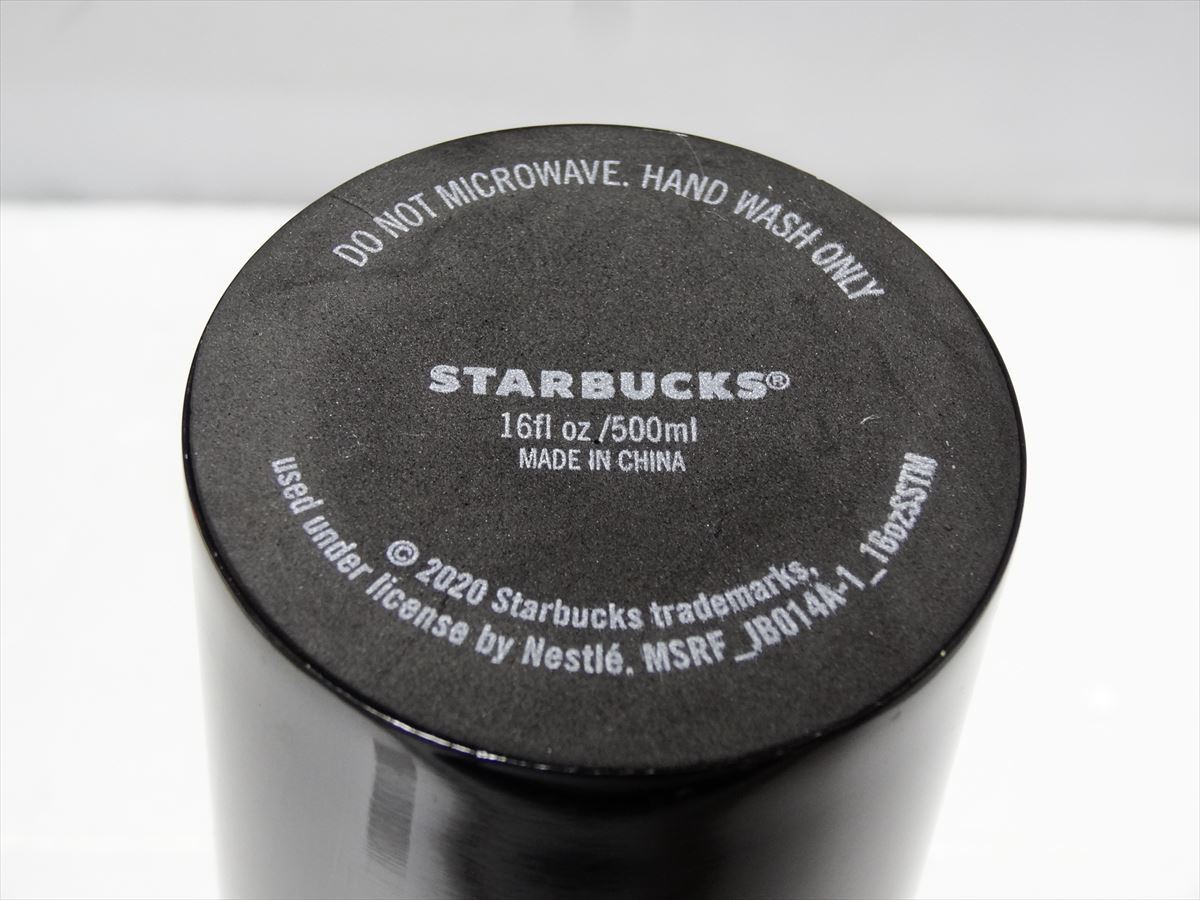 DO NOT MICROWAVE. HAND WASH ONLY
STARBUCKS®
16fl oz /500ml
MADE IN CHINA
© 2020 Starbucks trademarks,
used under license by Nestlé. MSRF_JB014A-1_16ozSSTM